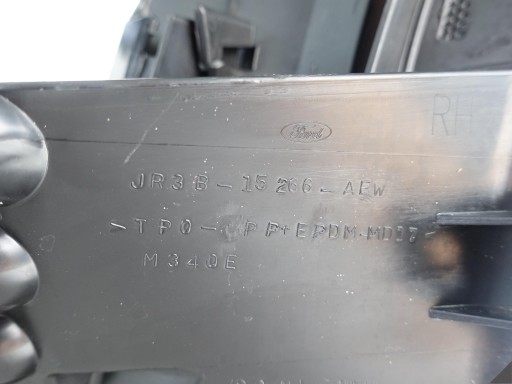 Ford
RH
JR3B-15266-AEW
>TPO-(PP+EPDM-MD17
M340E